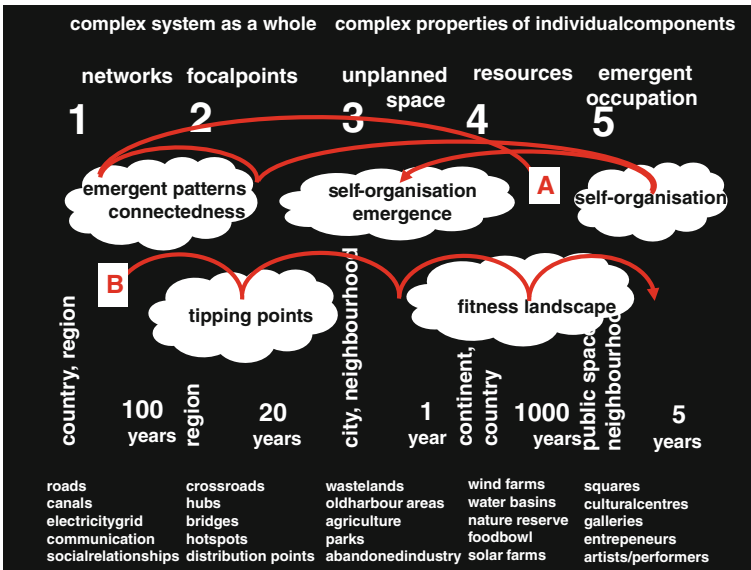 complex system as a whole
complex properties of individualcomponents
networks
focalpoints
unplanned
space
resources
emergent
occupation
1
2
3
4
5
emergent patterns
connectedness
self-organisation
emergence
A
self-organisation
B
tipping points
fitness landscape
country, region
100
years
region
20
years
city, neighbourhood
1
year
continent,
country
1000
years
public space
neighbourhood
5
years
roads
canals
electricitygrid
communication
socialrelationships
crossroads
hubs
bridges
hotspots
distribution points
wastelands
oldharbour areas
agriculture
parks
abandonedindustry
wind farms
water basins
nature reserve
foodbowl
solar farms
squares
culturalcentres
galleries
entrepeneurs
artists/performers